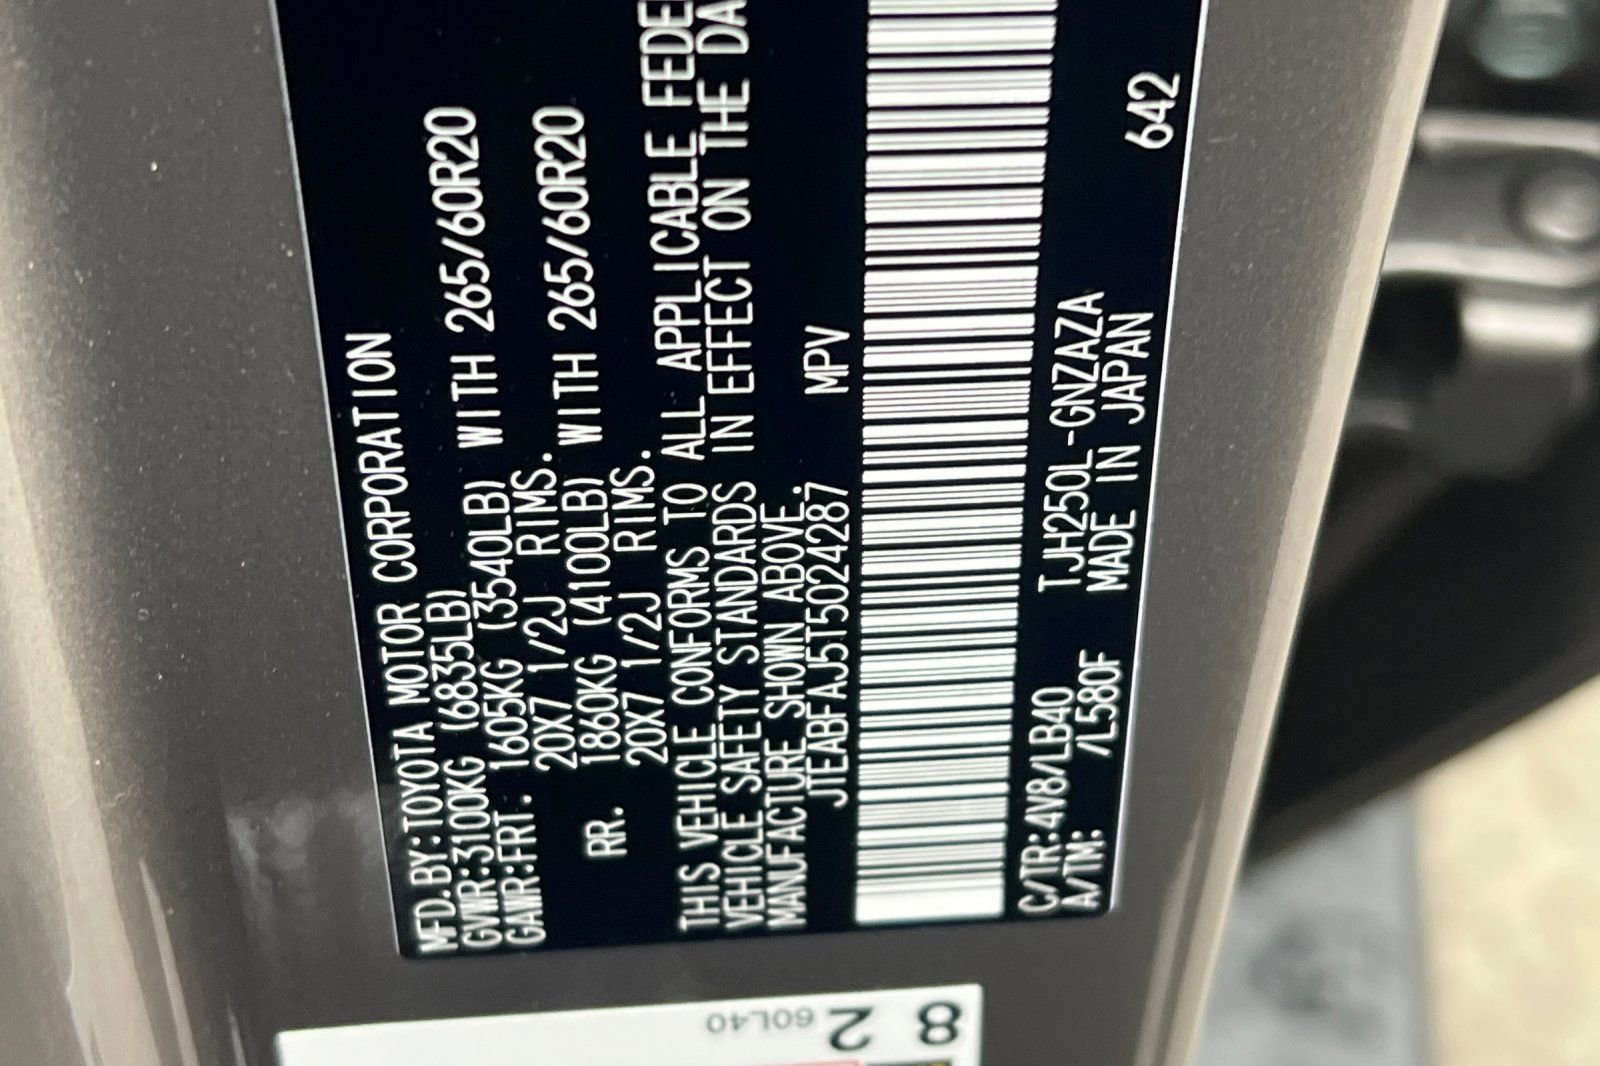 MFD.BY:TOYOTA MOTOR CORPORATION
GVWR:3100KG (6835LB)
GAWR:FRT: 1605KG (3540LB) WITH 265/60R20
20X7 1/2J RIMS.
RR. 1860KG (4100LB) WITH 265/60R20
20X7 1/2J RIMS.
THIS VEHICLE CONFORMS TO ALL APPLICABLE
VEHICLE SAFETY STANDARDS IN EFFECT ON THE
MANUFACTURE SHOWN ABOVE.
JTEABFAJ5T5024287 MPV
C/TR:4V8/LB40 TJH250L-GNZAZA
A/TM: /L580F MADE IN JAPAN 642
60L40
2
8